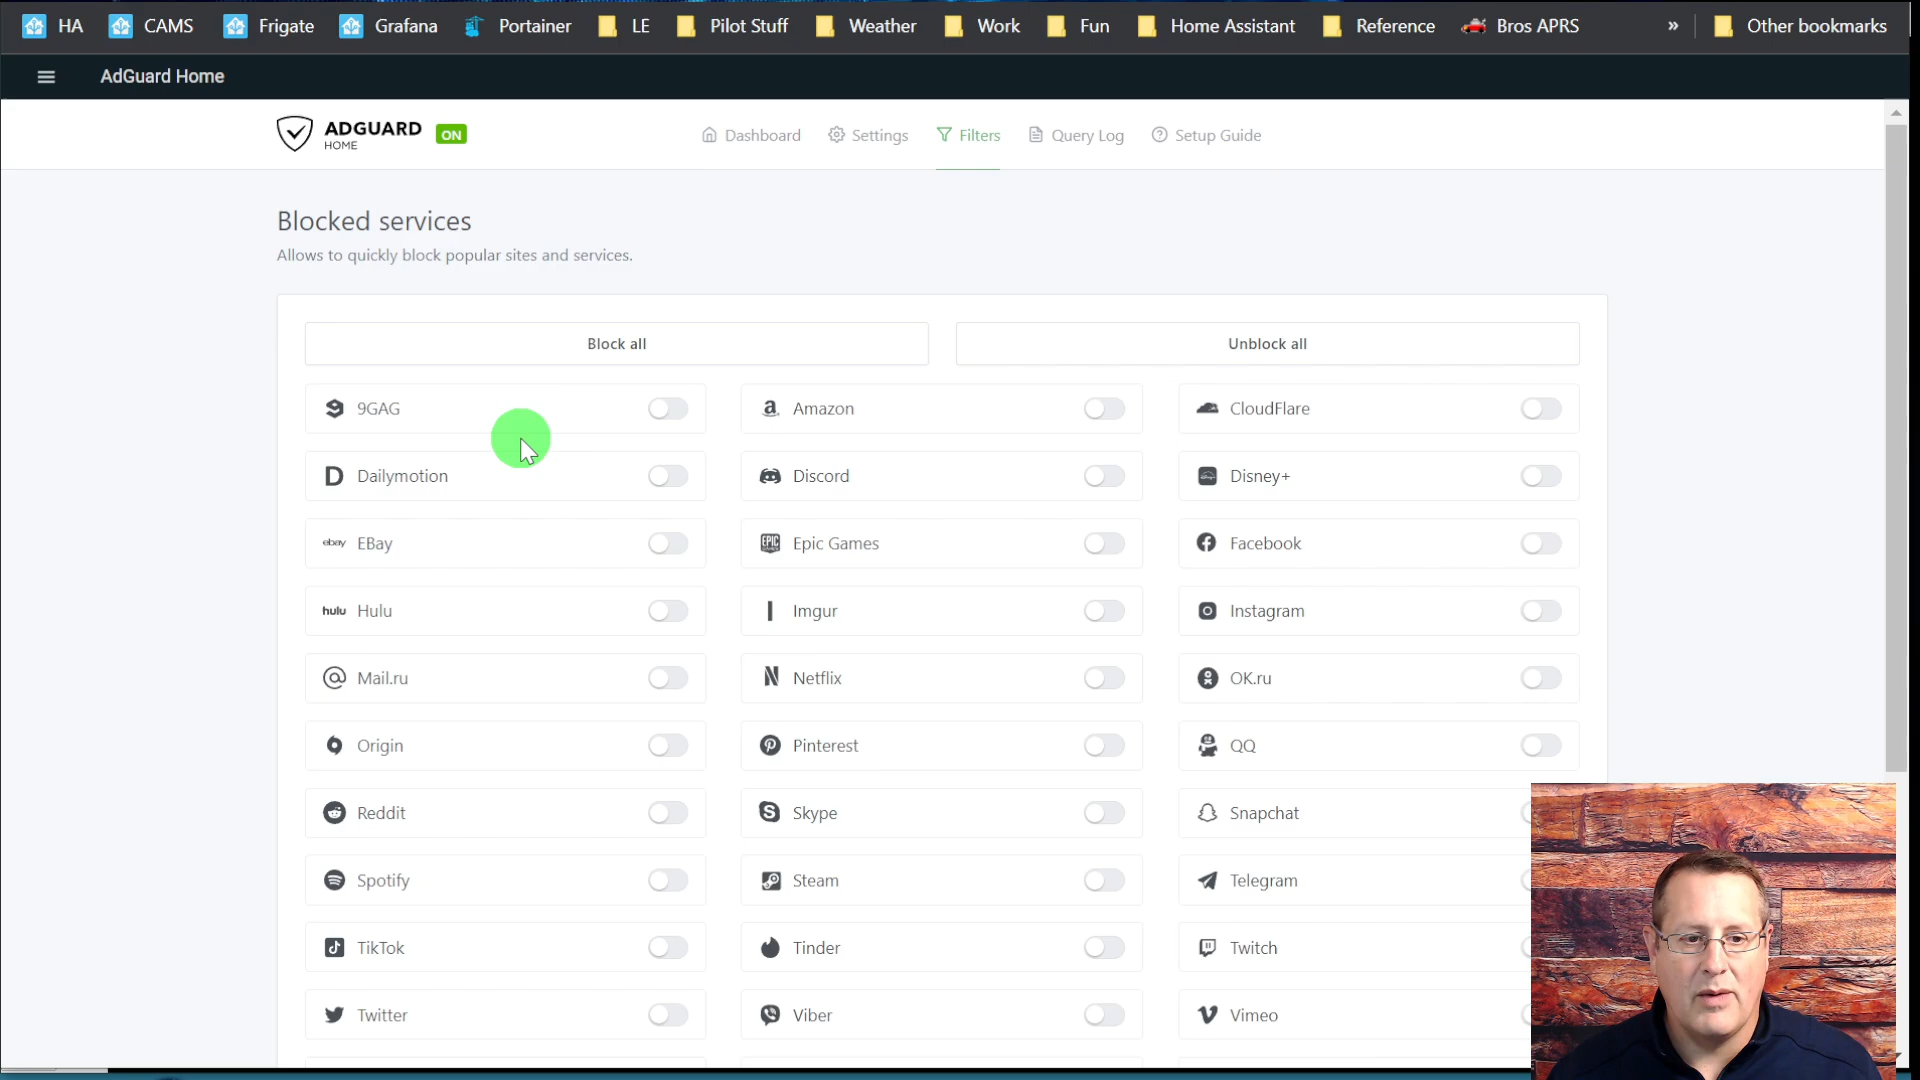 HA CAMS Frigate Grafana Portainer LE Pilot Stuff Weather Work Fun Home Assistant Reference Bros APRS » Other bookmarks
AdGuard Home
ADGUARD HOME ON Dashboard Settings Filters Query Log Setup Guide
Blocked services
Allows to quickly block popular sites and services.
Block all Unblock all
9GAG Amazon CloudFlare
Dailymotion Discord Disney+
ebay EBay EPIC GAMES Epic Games Facebook
hulu Hulu Imgur Instagram
Mail.ru Netflix OK.ru
Origin Pinterest QQ
Reddit Skype Snapchat
Spotify Steam Telegram
TikTok Tinder Twitch
Twitter Viber Vimeo